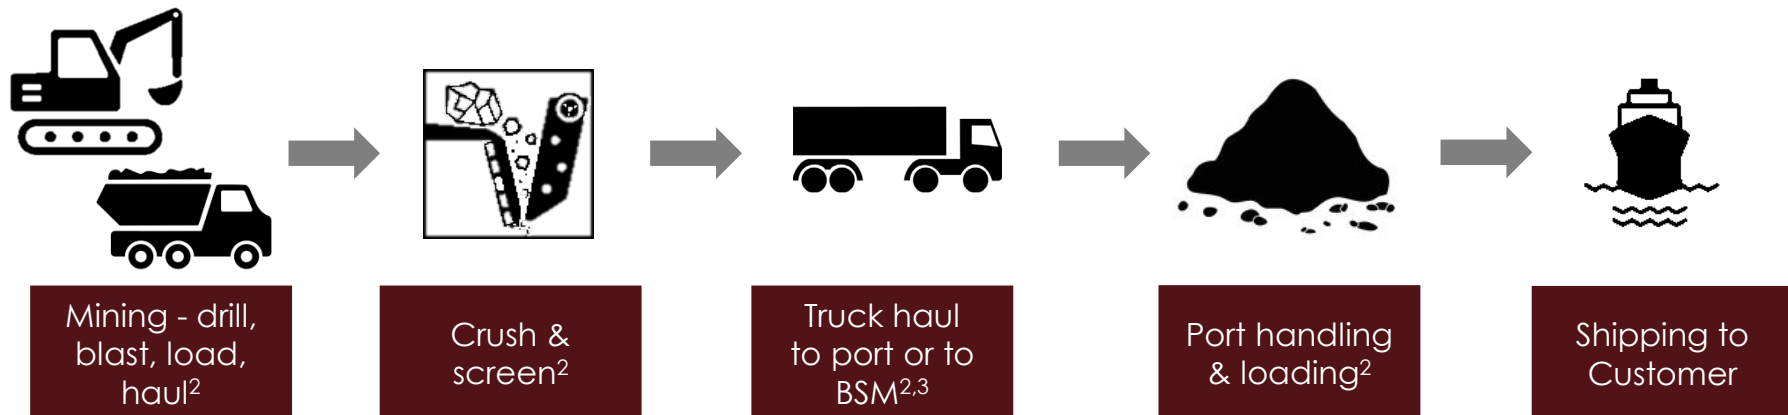 Mining - drill,
blast, load,
haul²
Crush &
screen²
Truck haul
to port or to
BSM²,³
Port handling
& loading²
Shipping to
Customer